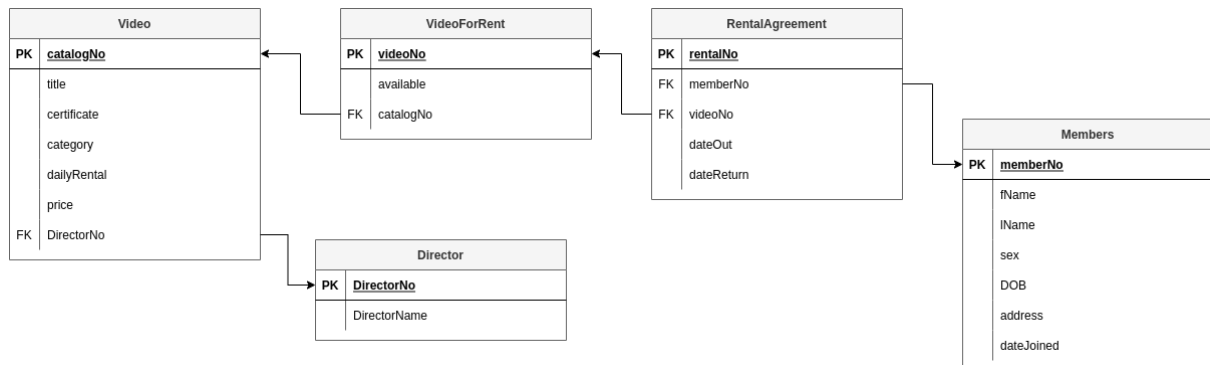 Video
PK catalogNo
title
certificate
category
dailyRental
price
FK DirectorNo
VideoForRent
PK videoNo
available
FK catalogNo
RentalAgreement
PK rentalNo
FK memberNo
FK videoNo
dateOut
dateReturn
Members
PK memberNo
fName
lName
sex
DOB
address
dateJoined
Director
PK DirectorNo
DirectorName